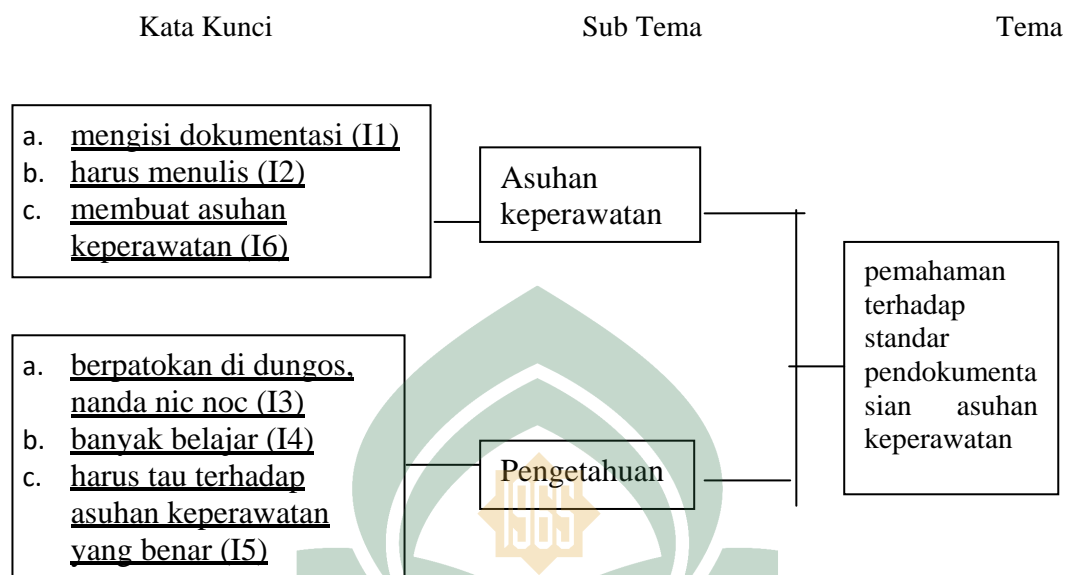 Kata Kunci Sub Tema Tema
a. mengisi dokumentasi (I1)
b. harus menulis (I2)
c. membuat asuhan
keperawatan (I6)
Asuhan
keperawatan
a. berpatokan di dungos,
nanda nic noc (I3)
b. banyak belajar (I4)
c. harus tau terhadap
asuhan keperawatan
yang benar (I5)
Pengetahuan
1965
pemahaman
terhadap
standar
pendokumenta
sian asuhan
keperawatan